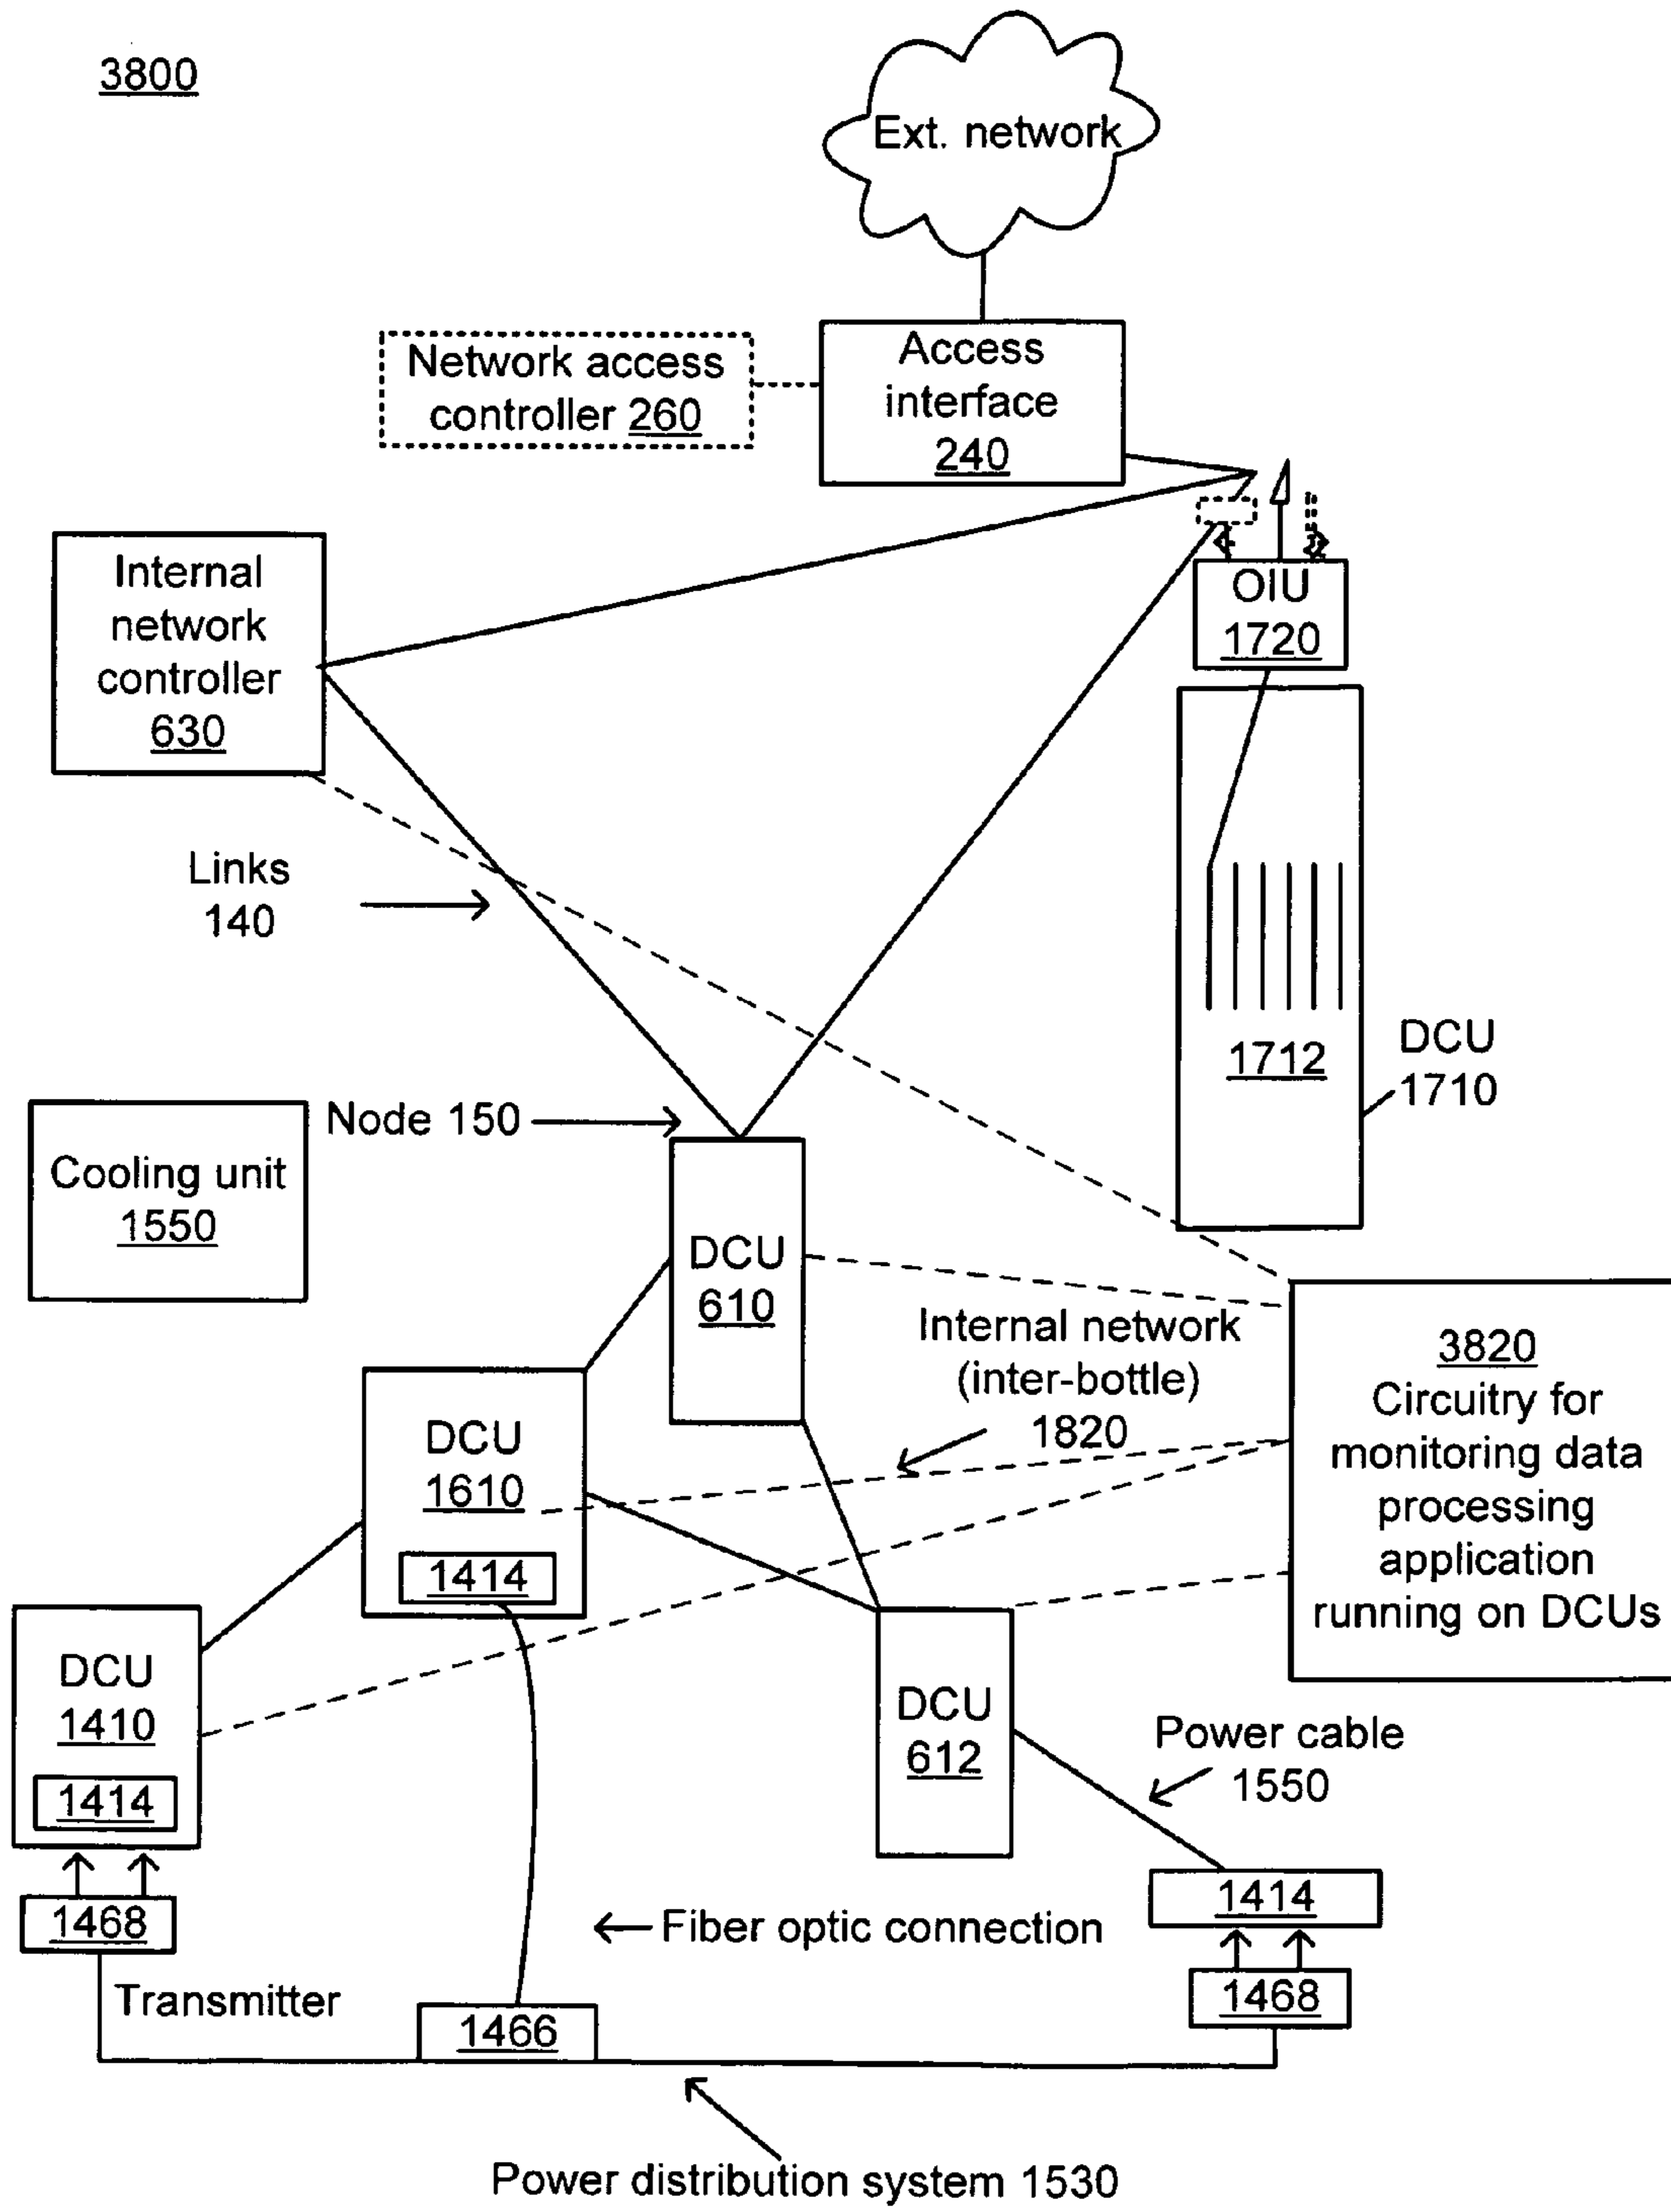 3800
Ext. network
Network access
controller 260
Access
interface
240
Internal
network
controller
630
OIU
1720
Links
140
1712
DCU
1710
Node 150
Cooling unit
1550
DCU
610
Internal network
(inter-bottle)
1820
3820
Circuitry for
monitoring data
processing
application
running on DCUs
DCU
1610
1414
DCU
1410
1414
DCU
612
Power cable
1550
1468
1414
Fiber optic connection
Transmitter
1466
1468
Power distribution system 1530